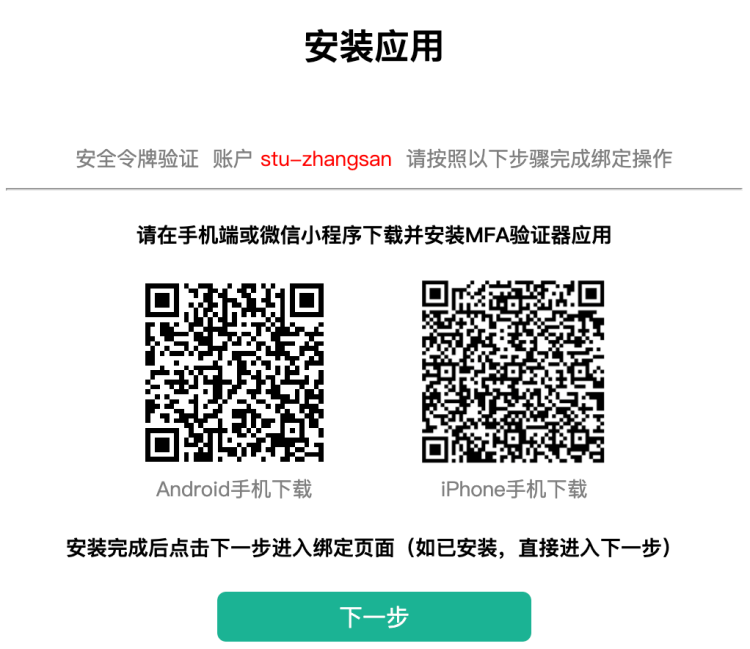 安装应用
安全令牌验证 账户 stu-zhangsan 请按照以下步骤完成绑定操作
请在手机端或微信小程序下载并安装MFA验证器应用
Android手机下载
iPhone手机下载
安装完成后点击下一步进入绑定页面（如已安装，直接进入下一步）
下一步